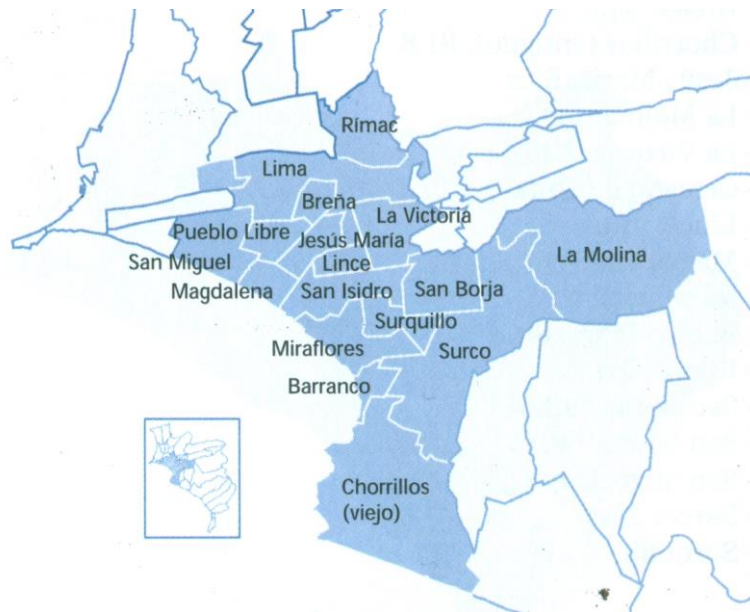 Rímac
Lima
Breña
La Victoria
Pueblo Libre
Jesús María
San Miguel
Lince
La Molina
Magdalena
San Isidro
San Borja
Surquillo
Miraflores
Surco
Barranco
Chorrillos
(viejo)